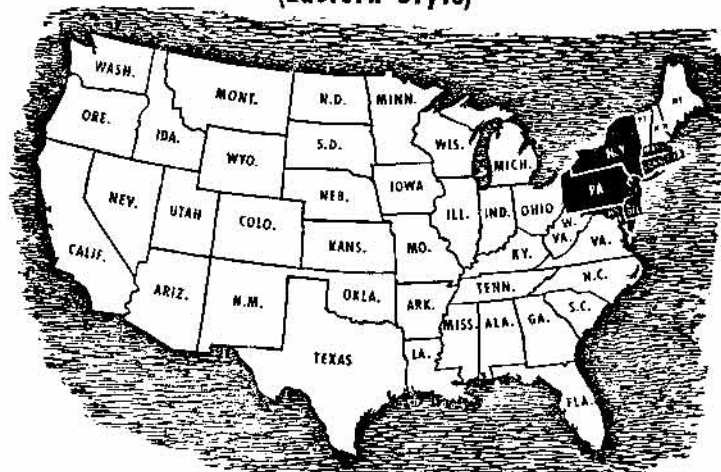 (Eastern Style)
WASH.
MONT.
N.D.
MINN.
ORE.
IDA.
WYO.
S.D.
WIS.
MICH.
N.Y.
NEV.
UTAH
COLO.
NEB.
IOWA
ILL.
IND.
OHIO
PA.
CALIF.
ARIZ.
N.M.
KANS.
MO.
KY.
W.
VA.
VA.
OKLA.
ARK.
TENN.
N.C.
S.C.
TEXAS
LA.
MISS.
ALA.
GA.
FLA.